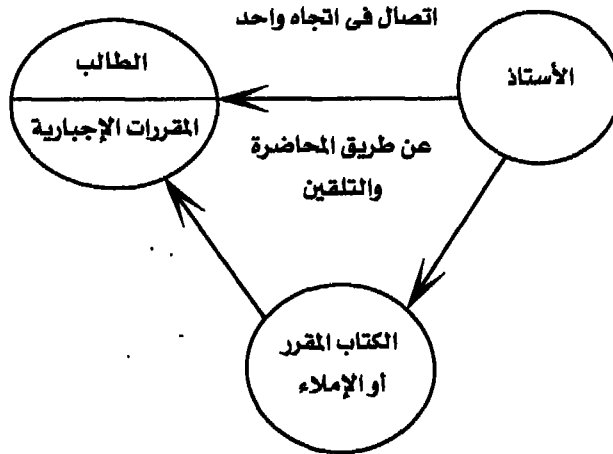 اتصال فى اتجاه واحد
الأستاذ
الطالب
المقررات الإجبارية
عن طريق المحاضرة
والتلقين
الكتاب المقرر
أو الإملاء